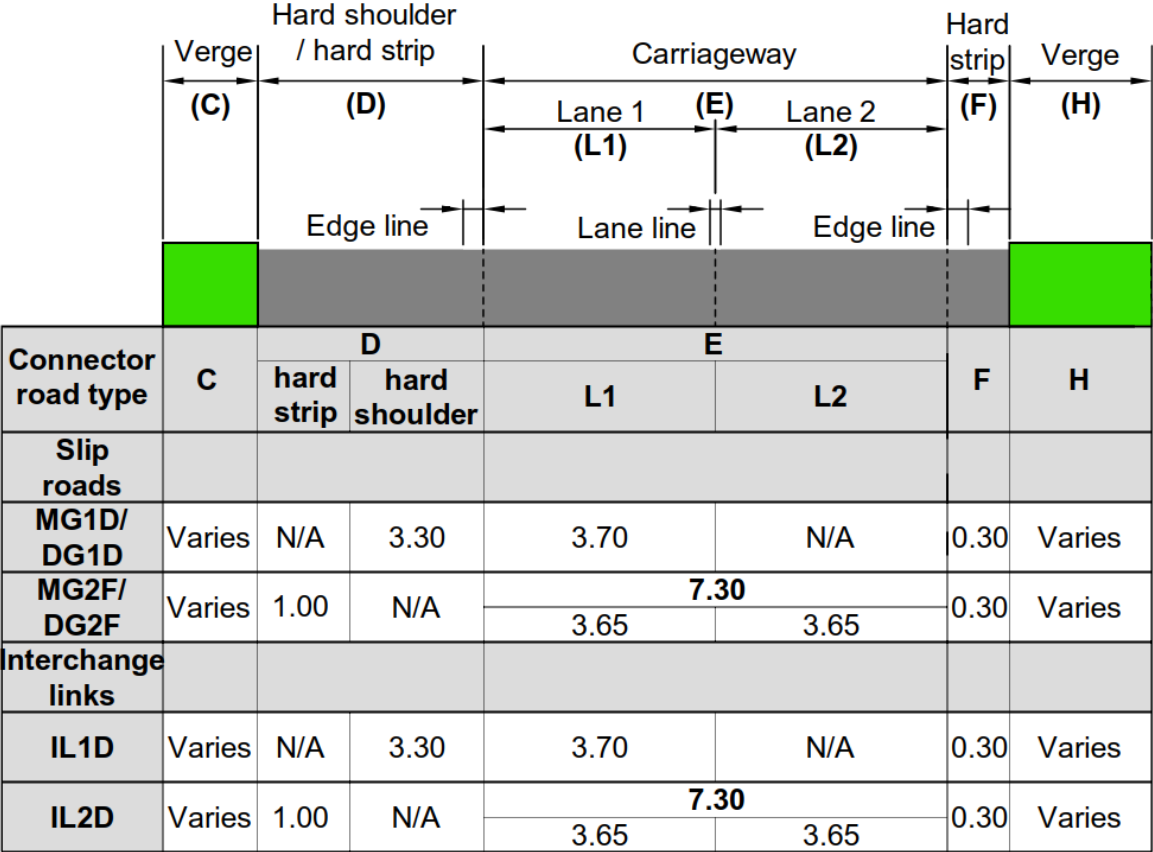 Hard shoulder
/ hard strip
Hard
strip
Verge
Carriageway
Verge
(C)
(D)
(E)
(F)
(H)
Lane 1
Lane 2
(L1)
(L2)
Edge line
Lane line
Edge line
Connector
road type
C
D
E
F
H
hard
strip
hard
shoulder
L1
L2
Slip
roads
MG1D/
DG1D
Varies
N/A
3.30
3.70
N/A
0.30
Varies
MG2F/
DG2F
Varies
1.00
N/A
7.30
3.65
3.65
0.30
Varies
Interchange
links
IL1D
Varies
N/A
3.30
3.70
N/A
0.30
Varies
IL2D
Varies
1.00
N/A
7.30
3.65
3.65
0.30
Varies